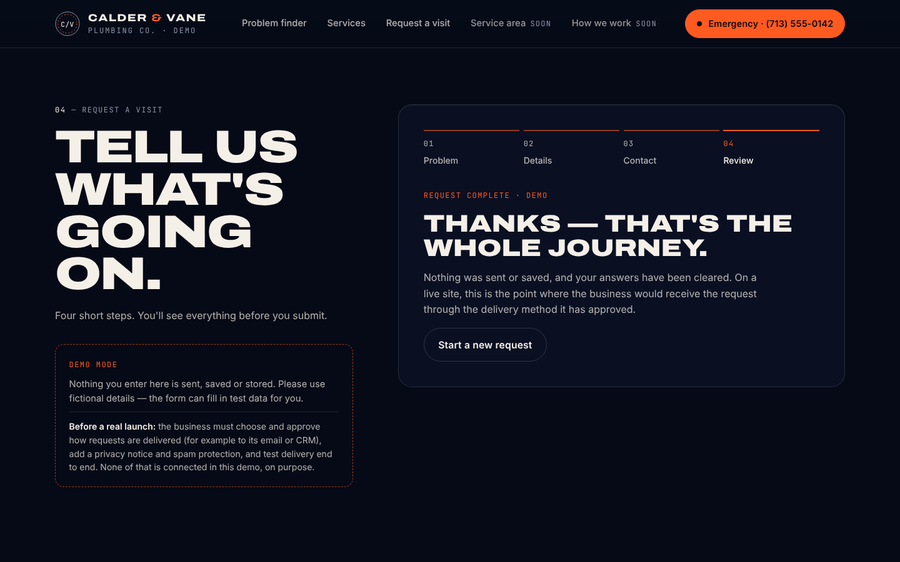 C/V
CALDER & VANE
PLUMBING CO. · DEMO
Problem finder
Services
Request a visit
Service area SOON
How we work SOON
Emergency · (713) 555-0142
04 — REQUEST A VISIT
TELL US
WHAT'S
GOING
ON.
Four short steps. You'll see everything before you submit.
DEMO MODE
Nothing you enter here is sent, saved or stored. Please use
fictional details — the form can fill in test data for you.
Before a real launch: the business must choose and approve
how requests are delivered (for example to its email or CRM),
add a privacy notice and spam protection, and test delivery end
to end. None of that is connected in this demo, on purpose.
01
Problem
02
Details
03
Contact
04
Review
REQUEST COMPLETE · DEMO
THANKS — THAT'S THE
WHOLE JOURNEY.
Nothing was sent or saved, and your answers have been cleared. On a
live site, this is the point where the business would receive the request
through the delivery method it has approved.
Start a new request